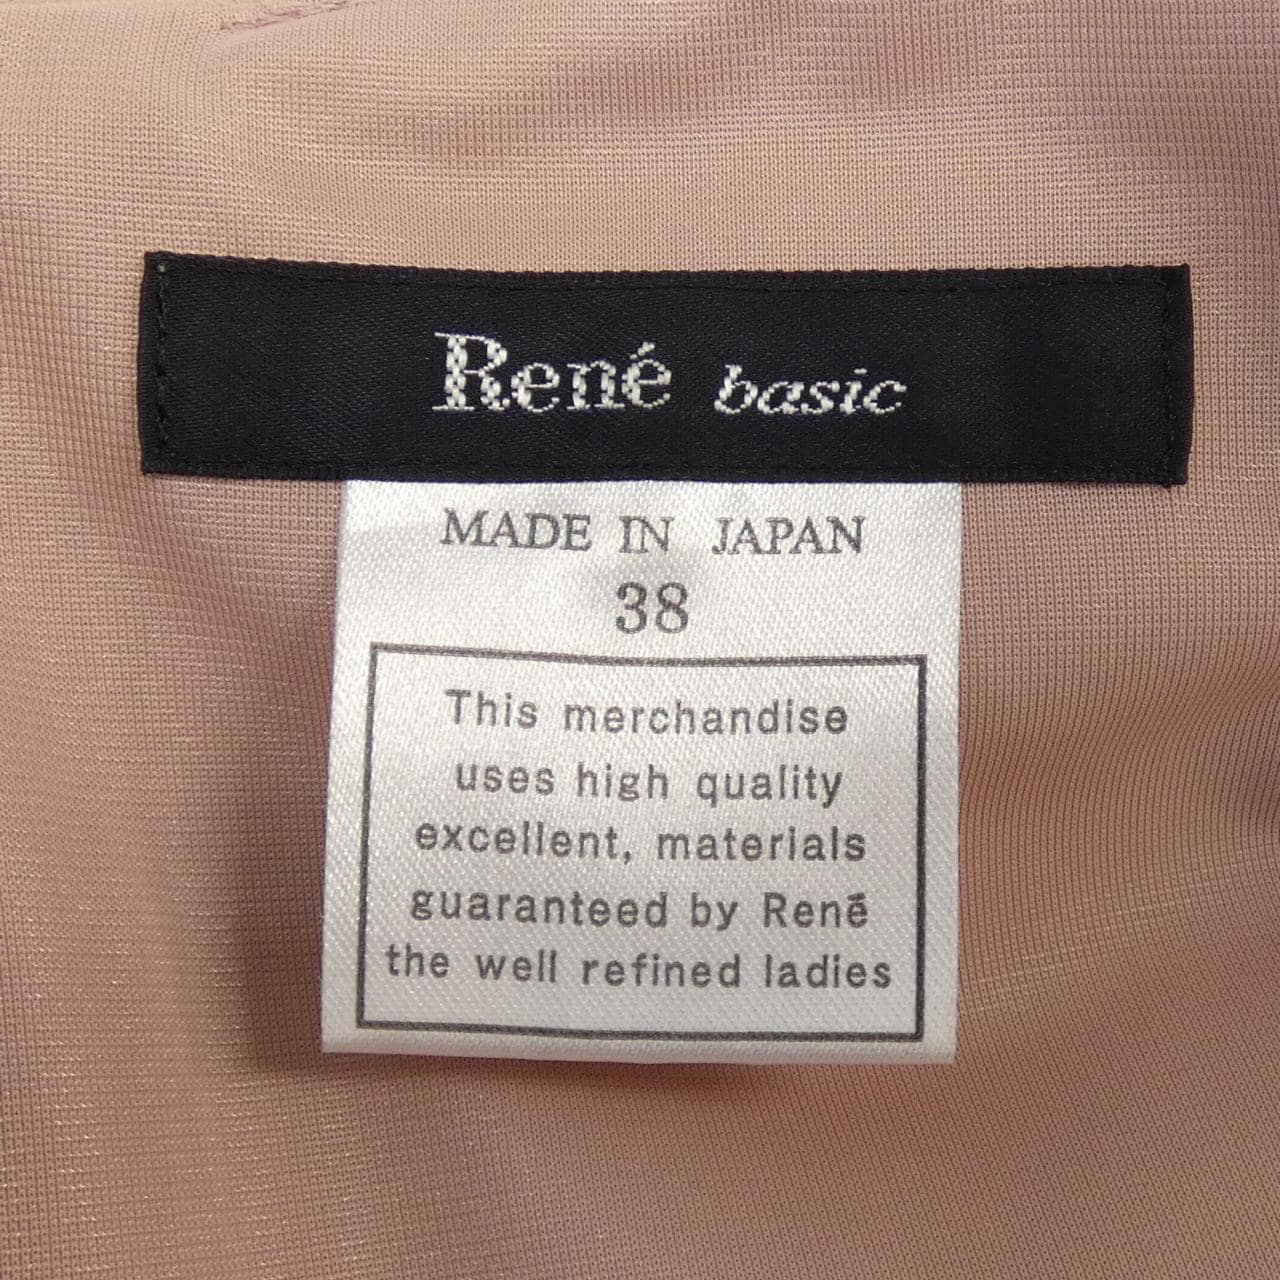 René basic
MADE IN JAPAN
38
This merchandise
uses high quality
excellent, materials
guaranteed by René
the well refined ladies